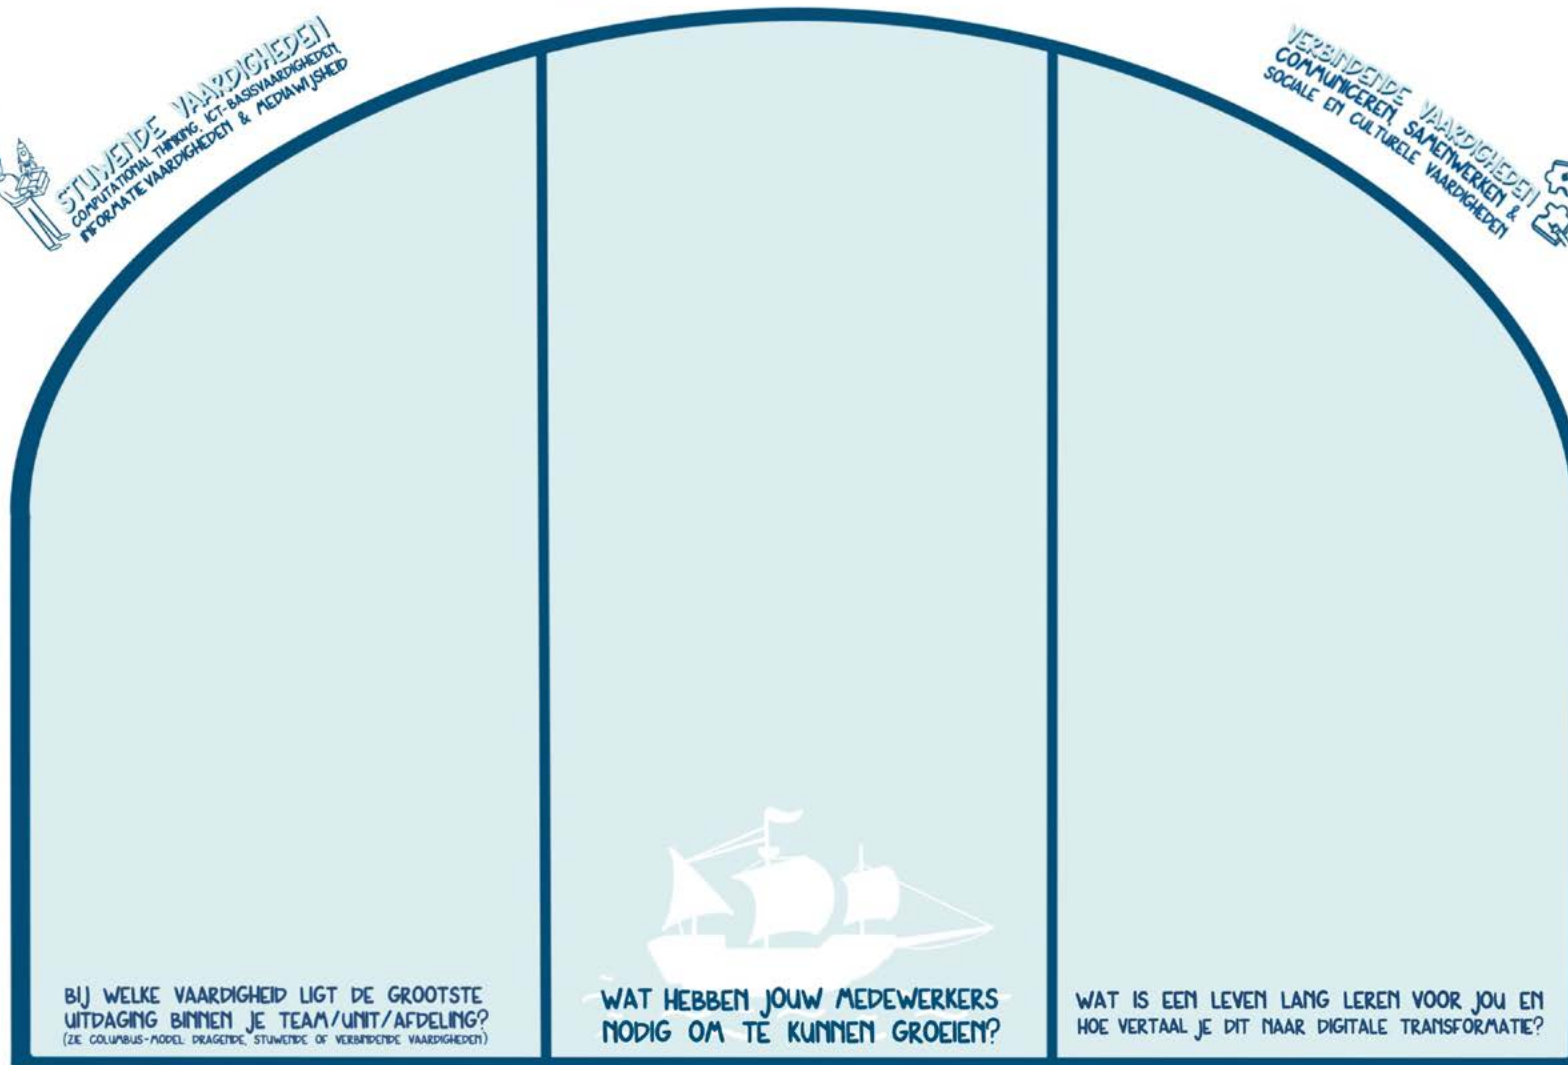 STUWENDE VAARDIGHEDEN
COMPUTATIONAL THINKING, ICT-BASISVAARDIGHEDEN,
INFORMATIEVAARDIGHEDEN & MEDIAWIJSHEID
VERBINDENDE VAARDIGHEDEN
COMMUNICEREN, SAMENWERKEN &
SOCIALE EN CULTURELE VAARDIGHEDEN
BIJ WELKE VAARDIGHEID LIGT DE GROOTSTE
UITDAGING BINNEN JE TEAM/UNIT/AFDELING?
(ZIE COLUMBUS-MODEL: DRAGENDE, STUWENDE OF VERBINDENDE VAARDIGHEDEN)
WAT HEBBEN JOUW MEDEWERKERS
NODIG OM TE KUNNEN GROEIEN?
WAT IS EEN LEVEN LANG LEREN VOOR JOU EN
HOE VERTAAL JE DIT NAAR DIGITALE TRANSFORMATIE?